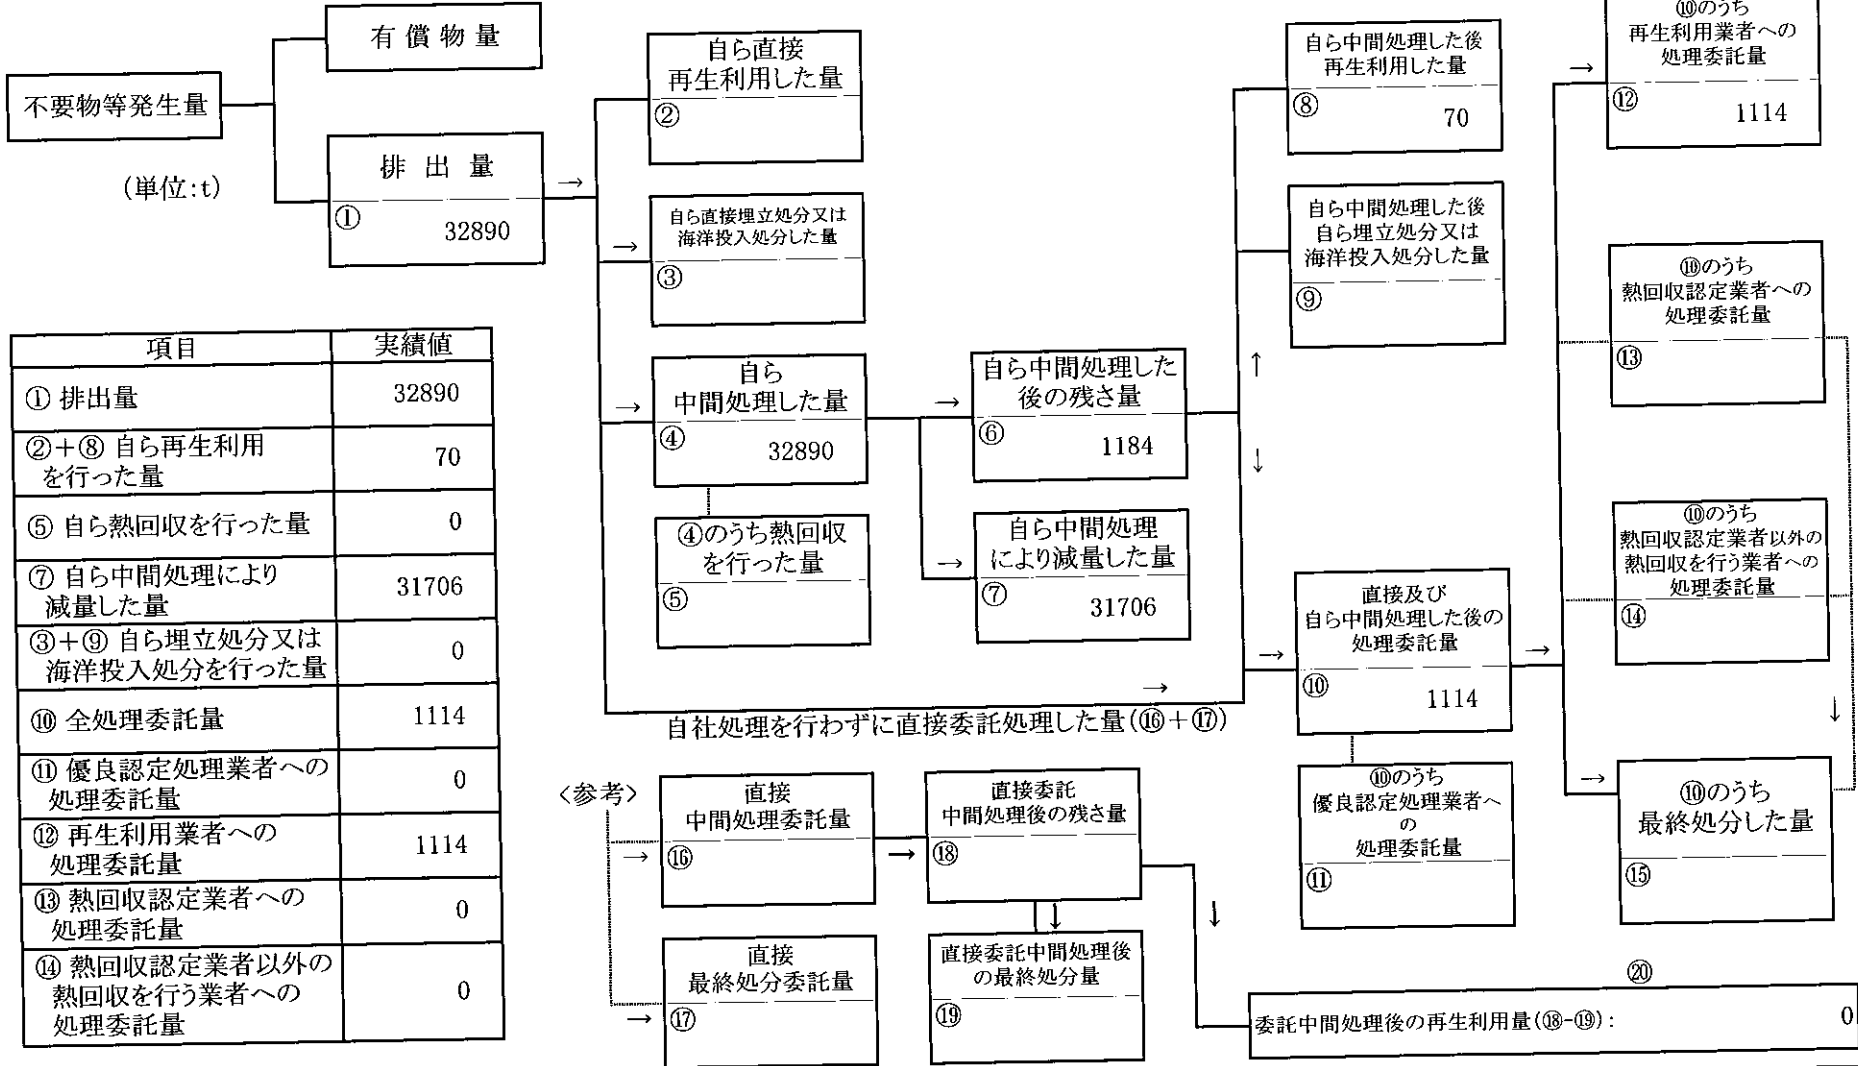 不要物等発生量
(単位:t)
有償物量
排出量
①
32890
自ら直接
再生利用した量
②
自ら直接埋立処分又は
海洋投入処分した量
③
自ら
中間処理した量
④
32890
④のうち熱回収
を行った量
⑤
自ら中間処理した
後の残さ量
⑥
1184
自ら中間処理
により減量した量
⑦
31706
自ら中間処理した後
再生利用した量
⑧
70
自ら中間処理した後
自ら埋立処分又は
海洋投入処分した量
⑨
直接及び
自ら中間処理した後の
処理委託量
⑩
1114
⑩のうち
優良認定処理業者へ
の
処理委託量
⑪
⑩のうち
再生利用業者への
処理委託量
⑫
1114
⑩のうち
熱回収認定業者への
処理委託量
⑬
⑩のうち
熱回収認定業者以外の
熱回収を行う業者への
処理委託量
⑭
⑩のうち
最終処分した量
⑮
自社処理を行わずに直接委託処理した量(⑯+⑰)
<参考>
直接
中間処理委託量
⑯
直接
最終処分委託量
⑰
直接委託
中間処理後の残さ量
⑱
直接委託中間処理後
の最終処分量
⑲
⑳
委託中間処理後の再生利用量(⑱-⑲): 0
項目 実績値
① 排出量 32890
②+⑧ 自ら再生利用
を行った量 70
⑤ 自ら熱回収を行った量 0
⑦ 自ら中間処理により
減量した量 31706
③+⑨ 自ら埋立処分又は
海洋投入処分を行った量 0
⑩ 全処理委託量 1114
⑪ 優良認定処理業者への
処理委託量 0
⑫ 再生利用業者への
処理委託量 1114
⑬ 熱回収認定業者への
処理委託量 0
⑭ 熱回収認定業者以外の
熱回収を行う業者への
処理委託量 0